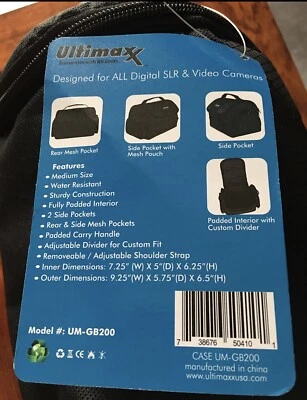 Ultimaxx
Designed for ALL Digital SLR & Video Cameras
Rear Mesh Pocket
Side Pocket with
Mesh Pouch
Side Pocket
Features
• Medium Size
• Water Resistant
• Sturdy Construction
• Fully Padded Interior
• 2 Side Pockets
• Rear & Side Mesh Pockets
• Padded Carry Handle
• Adjustable Divider for Custom Fit
• Removeable / Adjustable Shoulder Strap
• Inner Dimensions: 7.25" (W) X 5"(D) X 6.25"(H)
• Outer Dimensions: 9.25"(W) X 5.75"(D) X 6.5"(H)
Padded Interior with
Custom Divider
Model #: UM-GB200
7 38676 50410 1
CASE UM-GB200
manufactured in china
www.ultimaxxusa.com